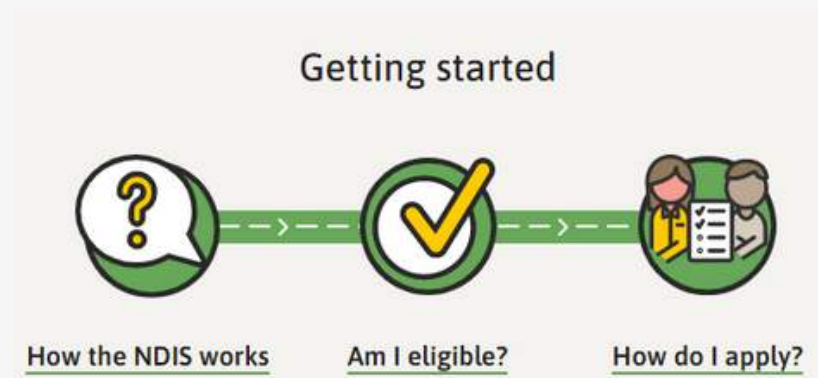 Getting started
How the NDIS works
Am I eligible?
How do I apply?